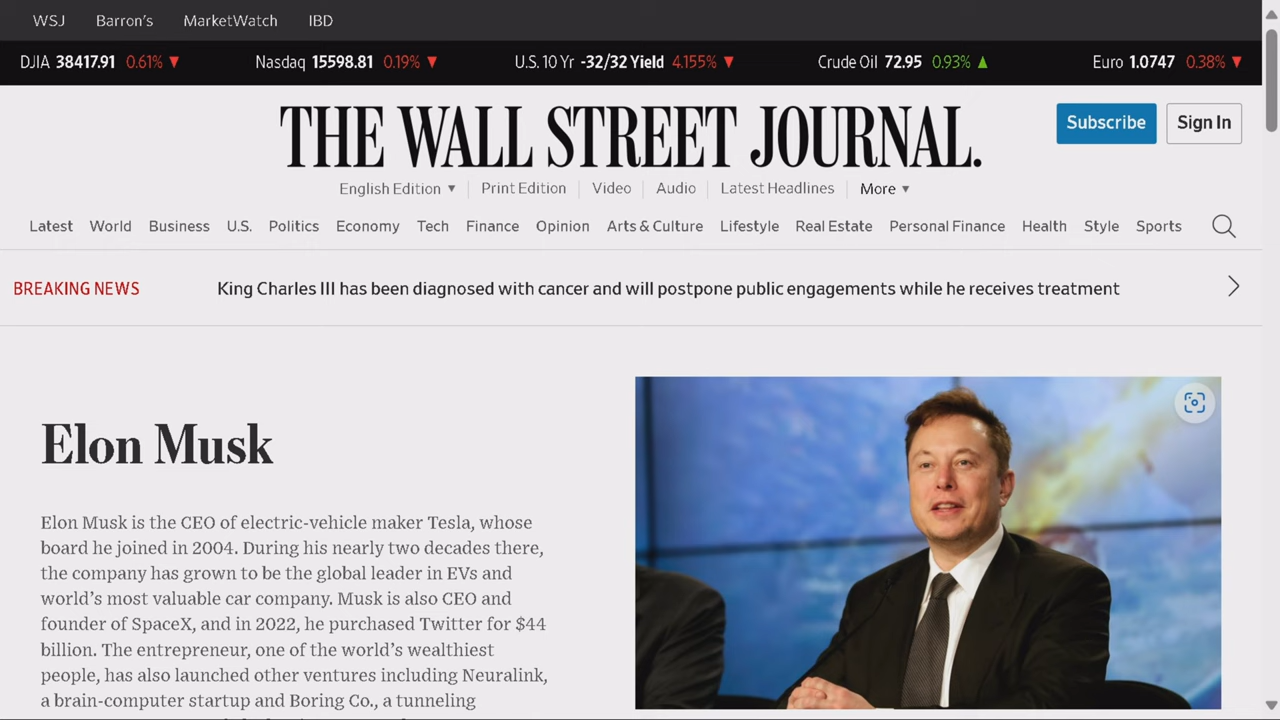 WSJ Barron's MarketWatch IBD
DJIA 38417.91 0.61% ▼ Nasdaq 15598.81 0.19% ▼ U.S. 10 Yr -32/32 Yield 4.155% ▼ Crude Oil 72.95 0.93% ▲ Euro 1.0747 0.38% ▼
THE WALL STREET JOURNAL.
Subscribe Sign In
English Edition ▼ Print Edition Video Audio Latest Headlines More ▼
Latest World Business U.S. Politics Economy Tech Finance Opinion Arts & Culture Lifestyle Real Estate Personal Finance Health Style Sports
BREAKING NEWS King Charles III has been diagnosed with cancer and will postpone public engagements while he receives treatment
Elon Musk
Elon Musk is the CEO of electric-vehicle maker Tesla, whose
board he joined in 2004. During his nearly two decades there,
the company has grown to be the global leader in EVs and
world's most valuable car company. Musk is also CEO and
founder of SpaceX, and in 2022, he purchased Twitter for $44
billion. The entrepreneur, one of the world's wealthiest
people, has also launched other ventures including Neuralink,
a brain-computer startup and Boring Co., a tunneling